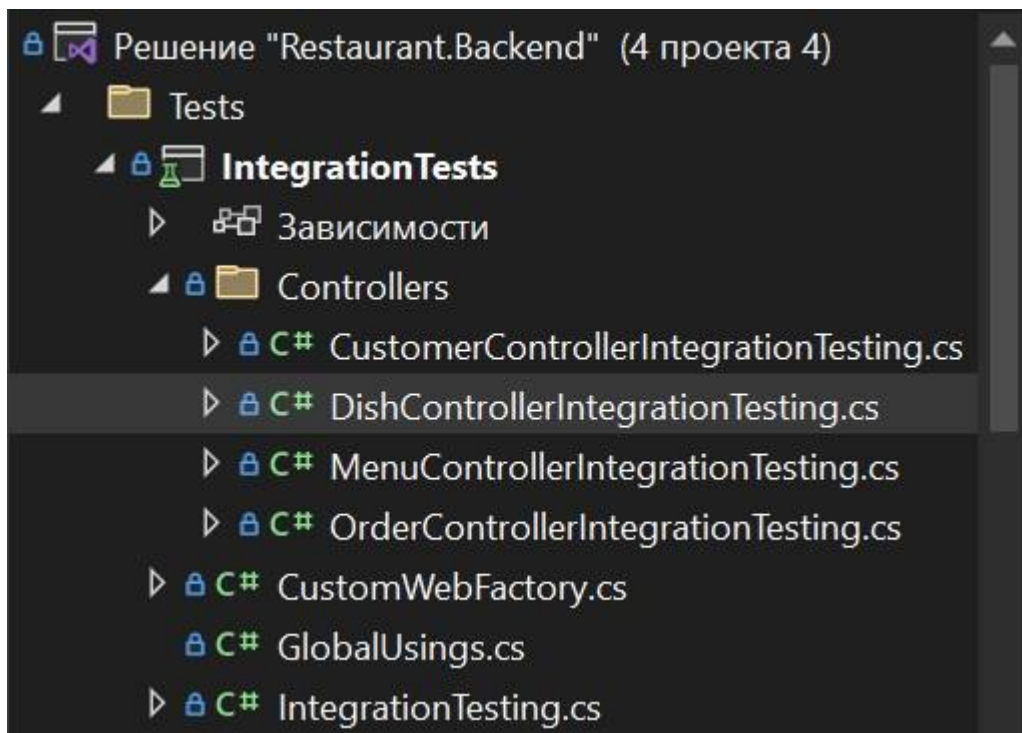 Решение "Restaurant.Backend" (4 проекта 4)
Tests
IntegrationTests
Зависимости
Controllers
C# CustomerControllerIntegrationTesting.cs
C# DishControllerIntegrationTesting.cs
C# MenuControllerIntegrationTesting.cs
C# OrderControllerIntegrationTesting.cs
C# CustomWebFactory.cs
C# GlobalUsings.cs
C# IntegrationTesting.cs